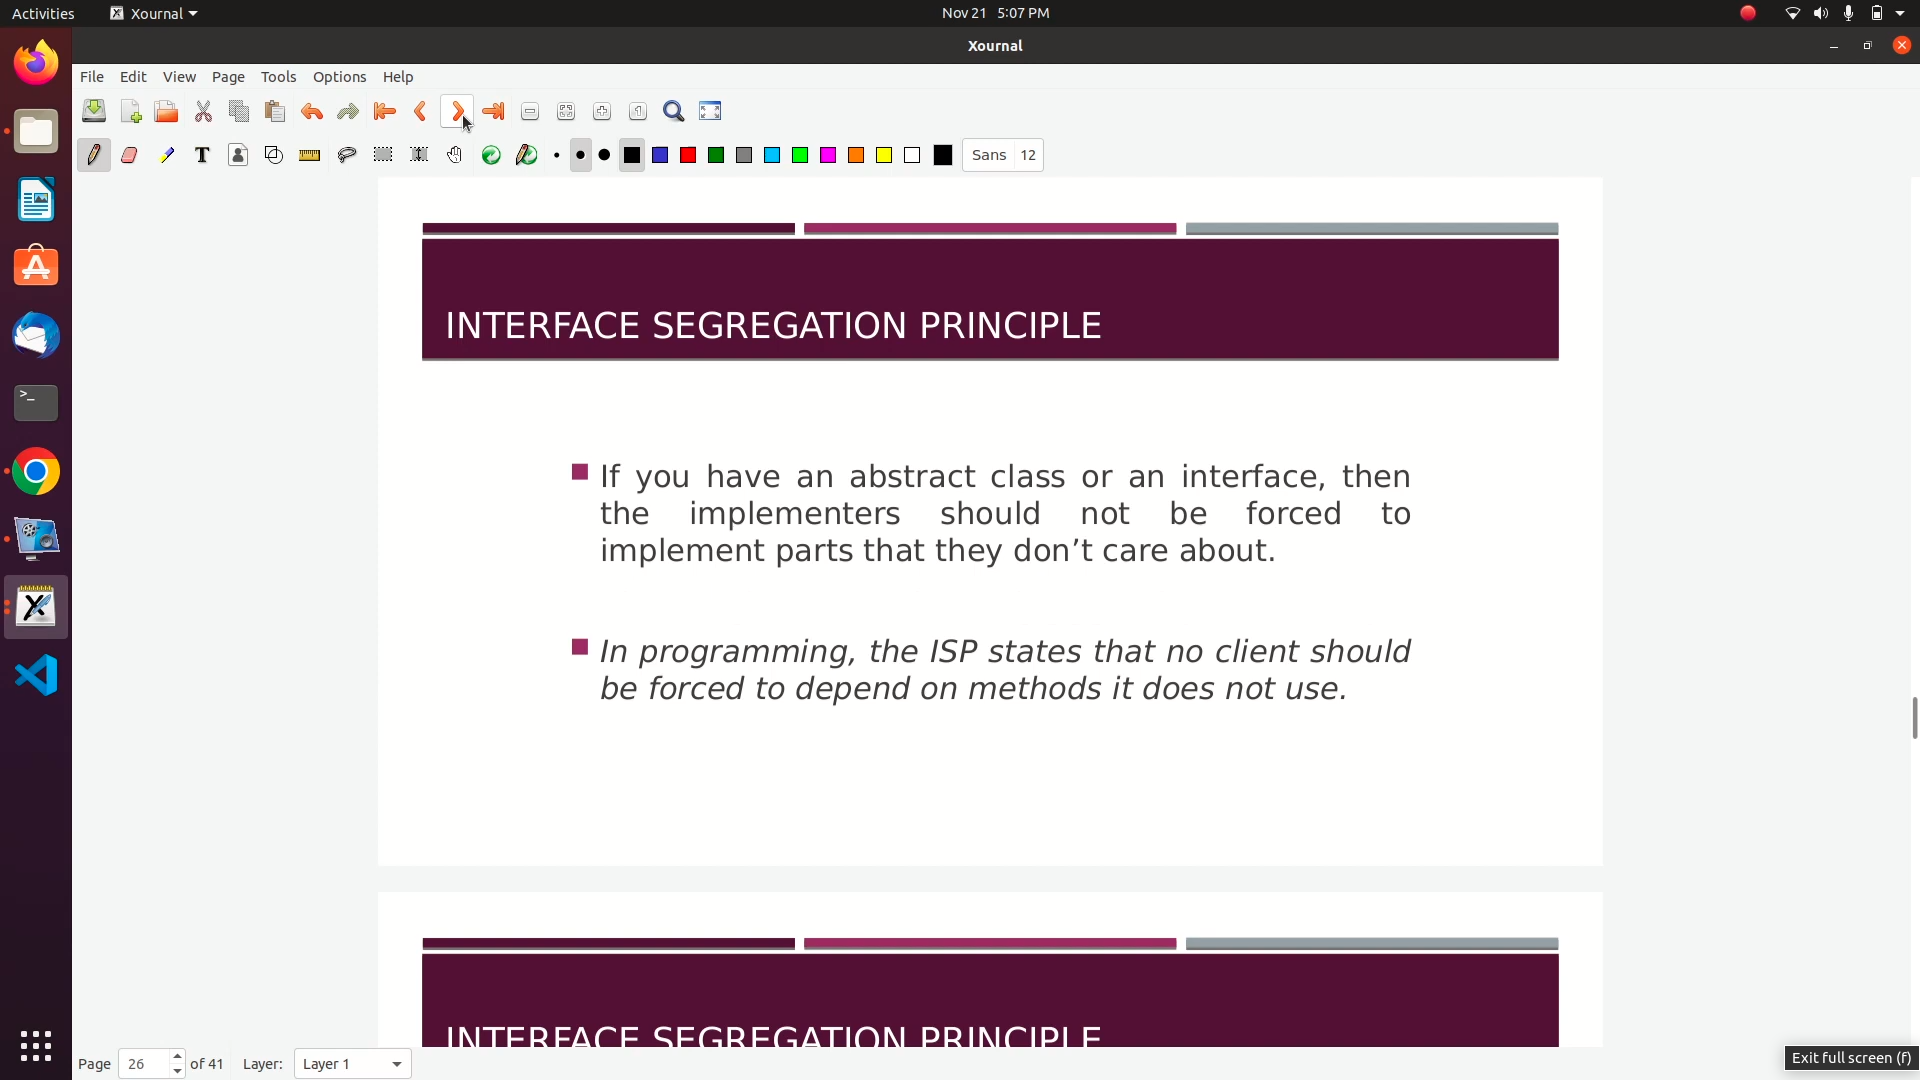 Activities Xournal Nov 21 5:07 PM
Xournal
File Edit View Page Tools Options Help
T Sans 12
INTERFACE SEGREGATION PRINCIPLE
If you have an abstract class or an interface, then
the implementers should not be forced to
implement parts that they don’t care about.
In programming, the ISP states that no client should
be forced to depend on methods it does not use.
INTERFACE SEGREGATION PRINCIPLE
Page 26 of 41 Layer: Layer 1
Exit full screen (f)